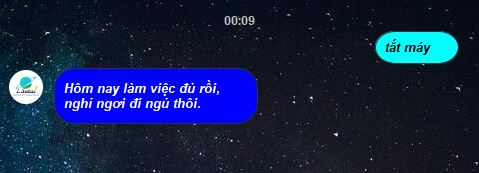 00:09
tắt máy
Hôm nay làm việc đủ rồi,
nghỉ ngơi đi ngủ thôi.